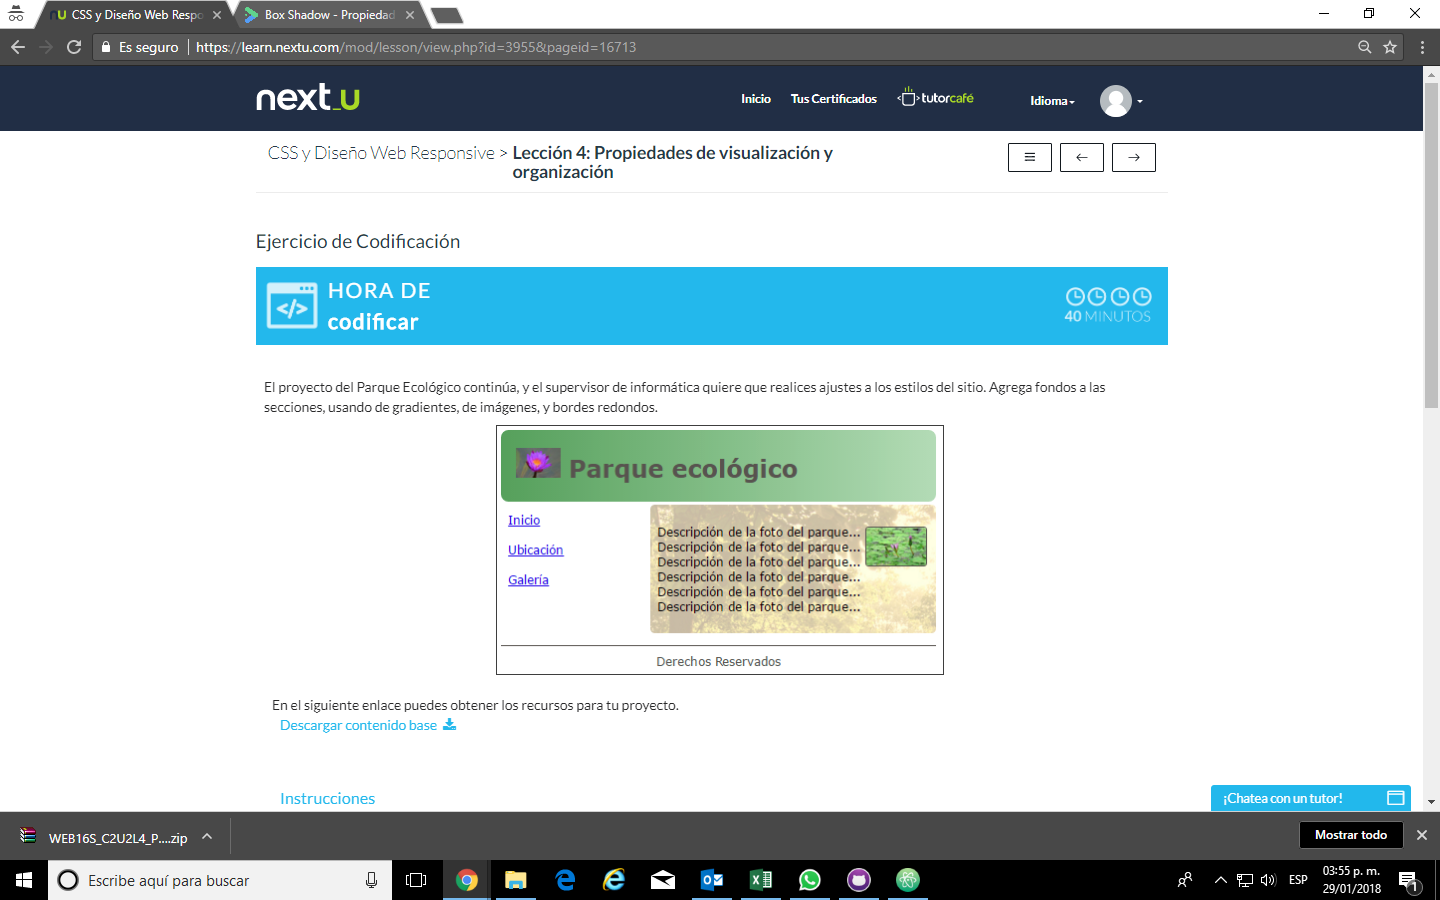 CSS y Diseño Web Respo
Box Shadow - Propiedad
Es seguro
https://learn.nextu.com/mod/lesson/view.php?id=3955&pageid=16713
next_u
Inicio
Tus Certificados
tutorcafé
Idioma
CSS y Diseño Web Responsive > Lección 4: Propiedades de visualización y
organización
Ejercicio de Codificación
HORA DE
codificar
40 MINUTOS
El proyecto del Parque Ecológico continúa, y el supervisor de informática quiere que realices ajustes a los estilos del sitio. Agrega fondos a las
secciones, usando de gradientes, de imágenes, y bordes redondos.
Parque ecológico
Inicio
Ubicación
Galería
Descripción de la foto del parque...
Descripción de la foto del parque...
Descripción de la foto del parque...
Descripción de la foto del parque...
Descripción de la foto del parque...
Descripción de la foto del parque...
Derechos Reservados
En el siguiente enlace puedes obtener los recursos para tu proyecto.
Descargar contenido base
Instrucciones
¡Chatea con un tutor!
WEB16S_C2U2L4_P....zip
Mostrar todo
Escribe aquí para buscar
ESP
03:55 p. m.
29/01/2018
1